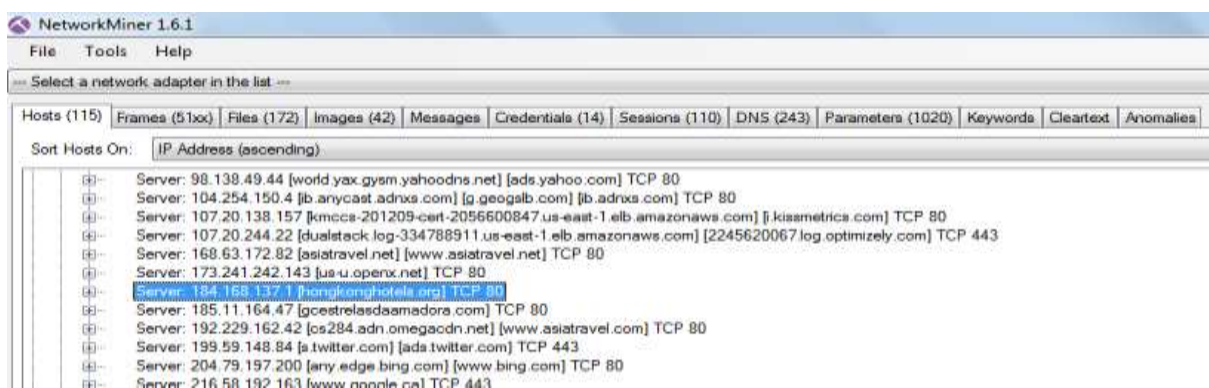 NetworkMiner 1.6.1
File Tools Help
--- Select a network adapter in the list ---
Hosts (115) Frames (51xx) Files (172) Images (42) Messages Credentials (14) Sessions (110) DNS (243) Parameters (1020) Keywords Cleartext Anomalies
Sort Hosts On: IP Address (ascending)
Server: 98.138.49.44 [world.yax.gysm.yahoodns.net] [ads.yahoo.com] TCP 80
Server: 104.254.150.4 [ib.anycast.adnxs.com] [g.geogslb.com] [ib.adnxs.com] TCP 80
Server: 107.20.138.157 [kmccs-201209-cert-2056600847.us-east-1.elb.amazonaws.com] [i.kissmetrics.com] TCP 80
Server: 107.20.244.22 [dualstack.log-334788911.us-east-1.elb.amazonaws.com] [2245620067.log.optimizely.com] TCP 443
Server: 168.63.172.82 [asiatravel.net] [www.asiatravel.net] TCP 80
Server: 173.241.242.143 [us-u.openx.net] TCP 80
Server: 184.168.137.1 [hongkonghotels.org] TCP 80
Server: 185.11.164.47 [gcestrelasdaamadora.com] TCP 80
Server: 192.229.162.42 [cs284.adn.omegacdn.net] [www.asiatravel.com] TCP 80
Server: 199.59.148.84 [s.twitter.com] [ads.twitter.com] TCP 443
Server: 204.79.197.200 [any.edge.bing.com] [www.bing.com] TCP 80
Server: 216.58.192.163 [www.google.ca] TCP 443